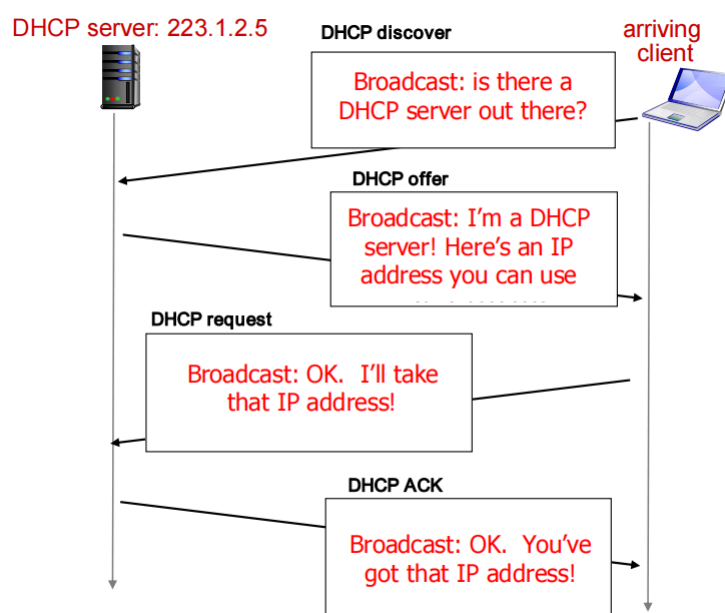 DHCP server: 223.1.2.5
DHCP discover
arriving
client
Broadcast: is there a
DHCP server out there?
DHCP offer
Broadcast: I'm a DHCP
server! Here's an IP
address you can use
DHCP request
Broadcast: OK.  I'll take
that IP address!
DHCP ACK
Broadcast: OK.  You've
got that IP address!